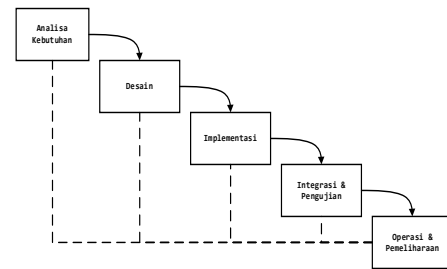 Analisa
Kebutuhan
Desain
Implementasi
Integrasi &
Pengujian
Operasi &
Pemeliharaan